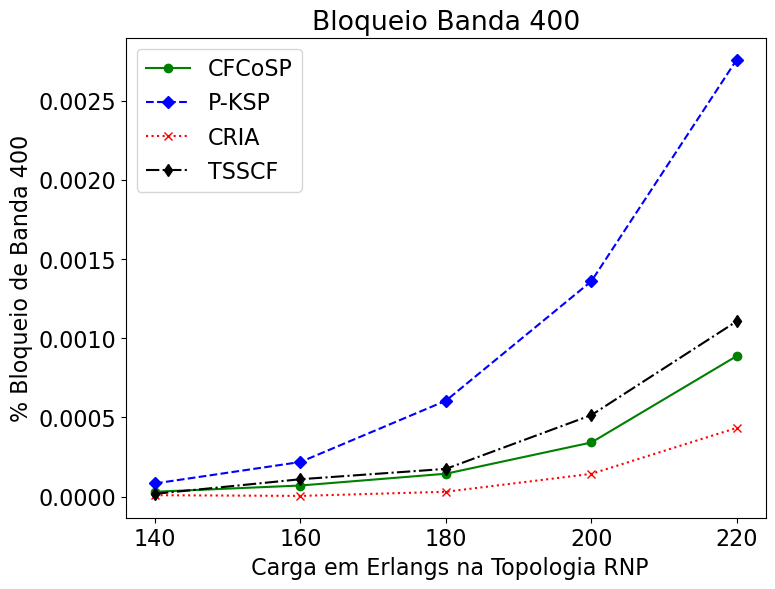 Bloqueio Banda 400
CFCoSP
P-KSP
CRIA
TSSCF
% Bloqueio de Banda 400
0.0025
0.0020
0.0015
0.0010
0.0005
0.0000
140 160 180 200 220
Carga em Erlangs na Topologia RNP